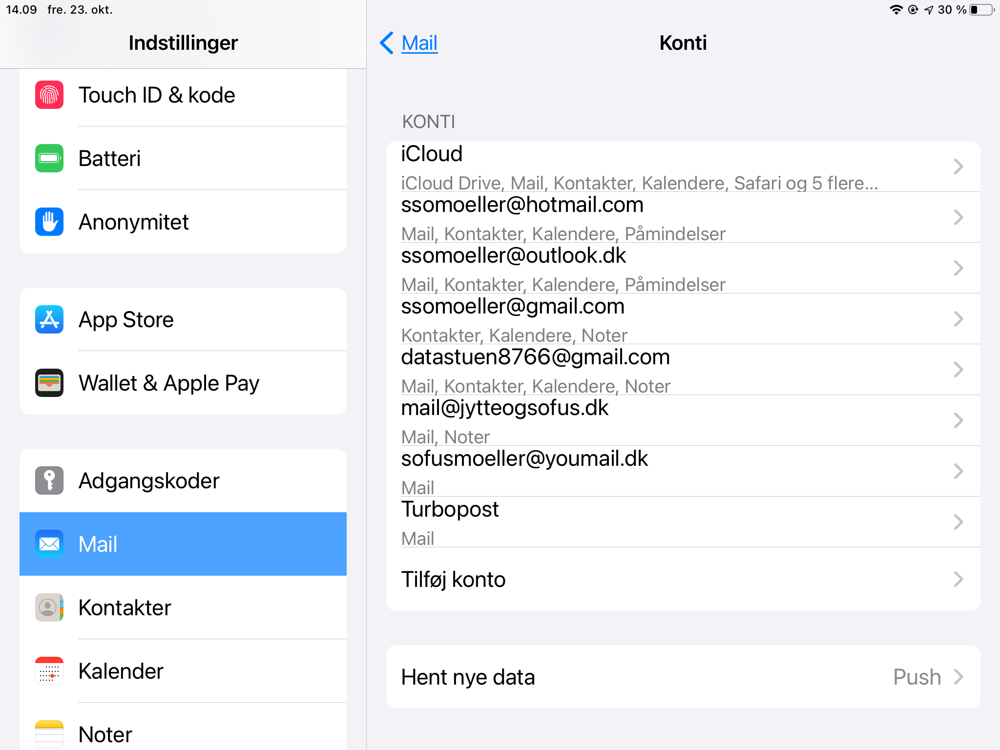 14.09 fre. 23. okt.
30 %
Indstillinger
Touch ID & kode
Batteri
Anonymitet
App Store
Wallet & Apple Pay
Adgangskoder
Mail
Kontakter
Kalender
Noter
Mail
Konti
KONTI
iCloud
iCloud Drive, Mail, Kontakter, Kalendere, Safari og 5 flere...
ssomoeller@hotmail.com
Mail, Kontakter, Kalendere, Påmindelser
ssomoeller@outlook.dk
Mail, Kontakter, Kalendere, Påmindelser
ssomoeller@gmail.com
Kontakter, Kalendere, Noter
datastuen8766@gmail.com
Mail, Kontakter, Kalendere, Noter
mail@jytteogsofus.dk
Mail, Noter
sofusmoeller@youmail.dk
Mail
Turbopost
Mail
Tilføj konto
Hent nye data Push